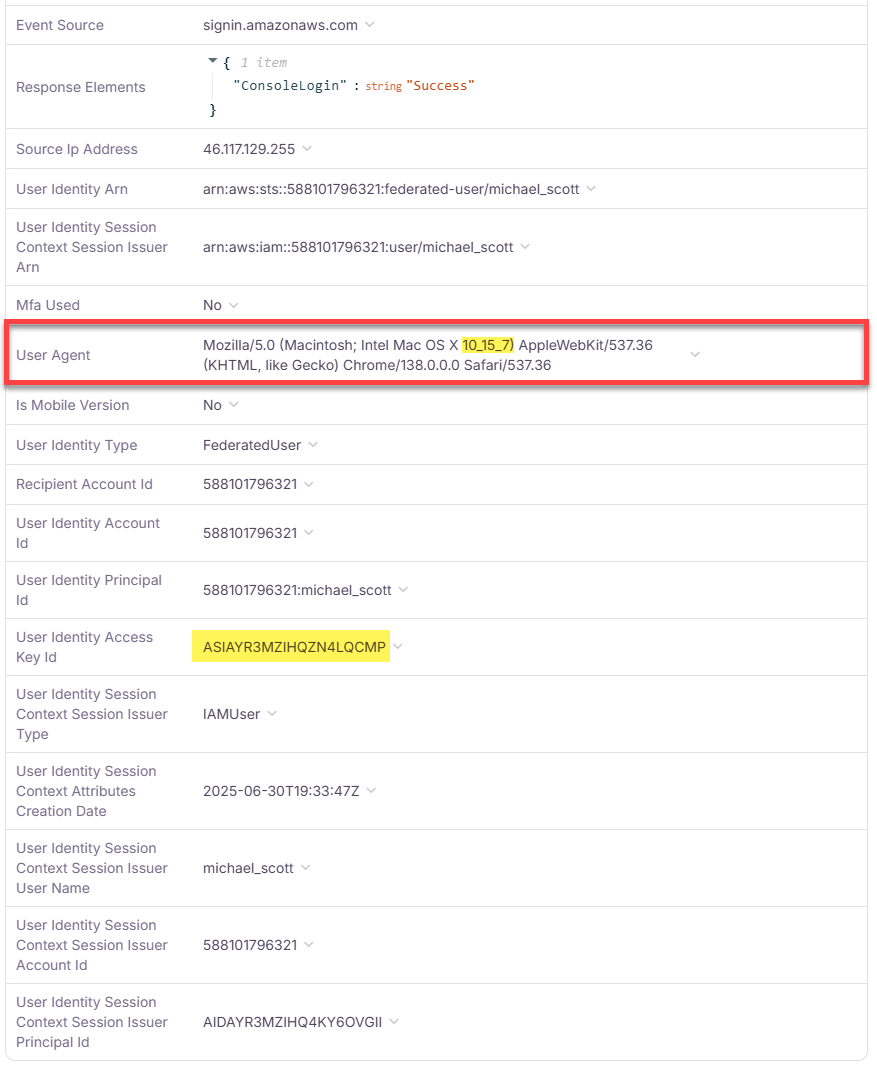 Event Source
signin.amazonaws.com
Response Elements
{ 1 item
"ConsoleLogin" : string "Success"
}
Source Ip Address
46.117.129.255
User Identity Arn
arn:aws:sts::588101796321:federated-user/michael_scott
User Identity Session
Context Session Issuer
Arn
arn:aws:iam::588101796321:user/michael_scott
Mfa Used
No
User Agent
Mozilla/5.0 (Macintosh; Intel Mac OS X 10_15_7) AppleWebKit/537.36
(KHTML, like Gecko) Chrome/138.0.0.0 Safari/537.36
Is Mobile Version
No
User Identity Type
FederatedUser
Recipient Account Id
588101796321
User Identity Account
Id
588101796321
User Identity Principal
Id
588101796321:michael_scott
User Identity Access
Key Id
ASIAYR3MZIHQZN4LQCMP
User Identity Session
Context Session Issuer
Type
IAMUser
User Identity Session
Context Attributes
Creation Date
2025-06-30T19:33:47Z
User Identity Session
Context Session Issuer
User Name
michael_scott
User Identity Session
Context Session Issuer
Account Id
588101796321
User Identity Session
Context Session Issuer
Principal Id
AIDAYR3MZIHQ4KY6OVGII